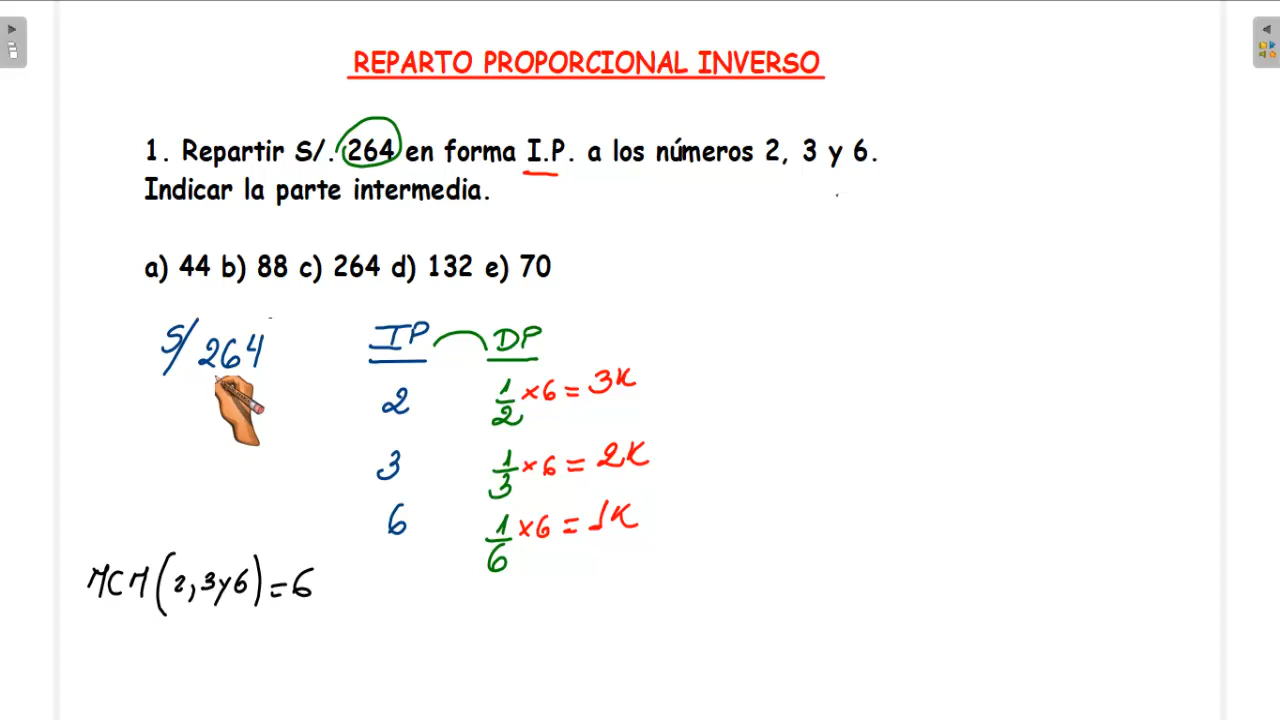 REPARTO PROPORCIONAL INVERSO
1. Repartir S/. 264 en forma I.P. a los números 2, 3 y 6.
Indicar la parte intermedia.
a) 44 b) 88 c) 264 d) 132 e) 70
S/ 264 IP DP
2 1/2 ×6 = 3K
3 1/3 ×6 = 2K
6 1/6 ×6 = 1K
MCM(2,3y6)=6